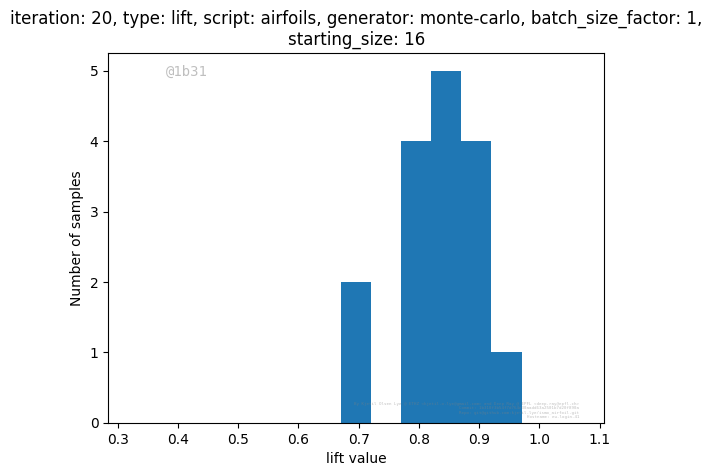 iteration: 20, type: lift, script: airfoils, generator: monte-carlo, batch_size_factor: 1,
starting_size: 16
@1b31
5
4
3
2
1
0
Number of samples
0.3 0.4 0.5 0.6 0.7 0.8 0.9 1.0 1.1
lift value